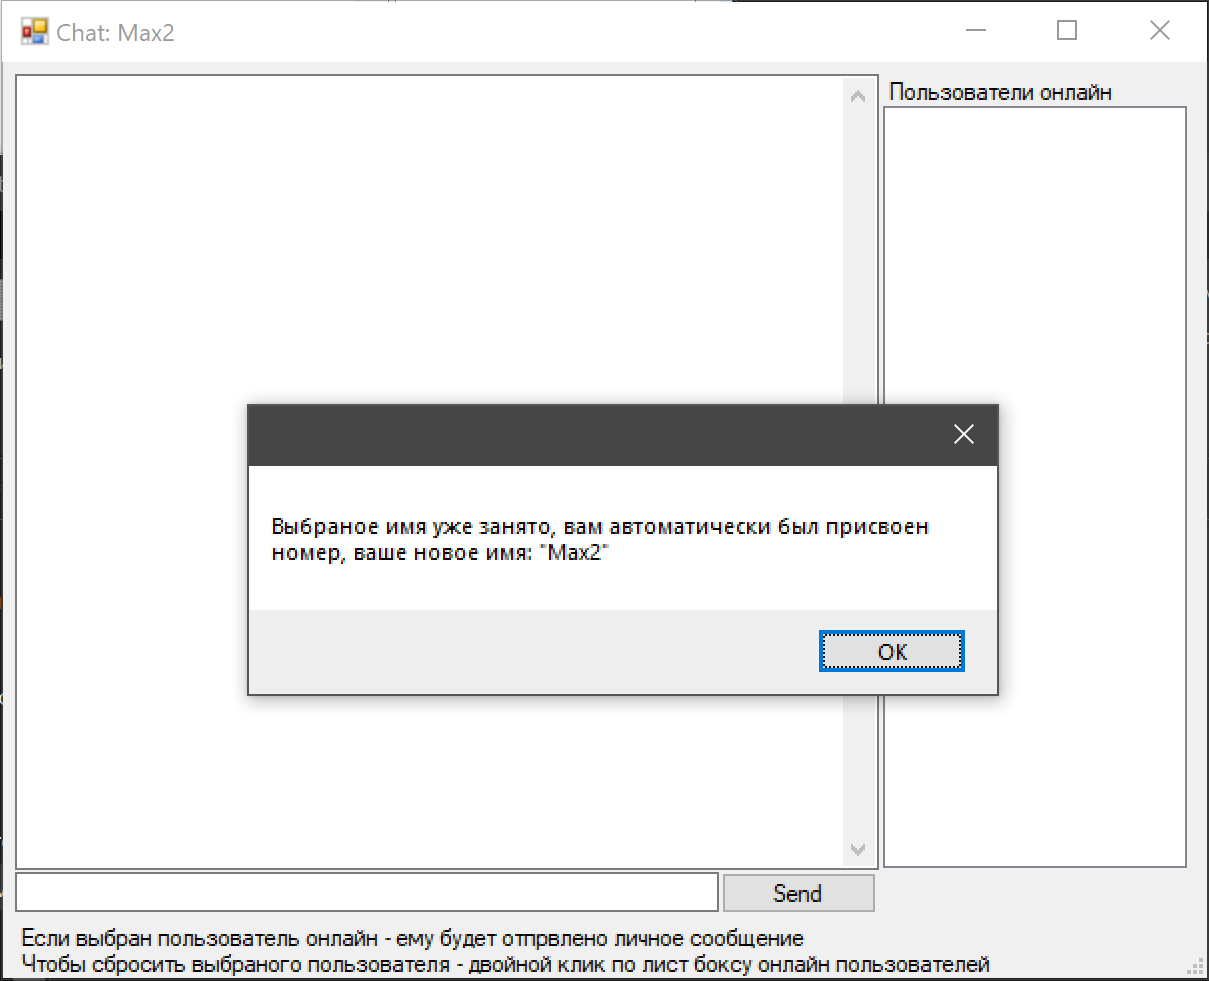 Chat: Max2
Пользователи онлайн
Выбраное имя уже занято, вам автоматически был присвоен
номер, ваше новое имя: "Max2"
OK
Send
Если выбран пользователь онлайн - ему будет отпрвлено личное сообщение
Чтобы сбросить выбраного пользователя - двойной клик по лист боксу онлайн пользователей